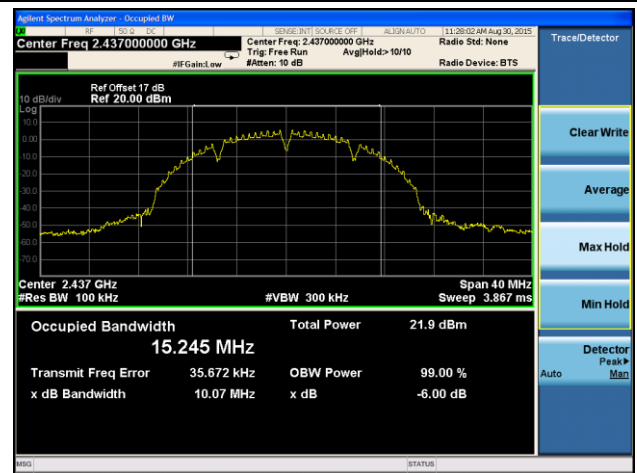 Agilent Spectrum Analyzer - Occupied BW
RF 50 Ω DC SENSE:INT SOURCE OFF ALIGN AUTO 11:28:02 AM Aug 30, 2015
Center Freq 2.437000000 GHz Center Freq: 2.437000000 GHz Radio Std: None Trace/Detector
Trig: Free Run Avg|Hold:> 10/10
#IFGain:Low #Atten: 10 dB Radio Device: BTS
Ref Offset 17 dB
10 dB/div Ref 20.00 dBm
Log
10.0
0.00
-10.0
-20.0
-30.0
-40.0
-50.0
-60.0
-70.0
Clear Write
Average
Max Hold
Min Hold
Detector
Peak▶
Auto Man
Center 2.437 GHz Span 40 MHz
#Res BW 100 kHz #VBW 300 kHz Sweep 3.867 ms
Occupied Bandwidth Total Power 21.9 dBm
15.245 MHz
Transmit Freq Error 35.672 kHz OBW Power 99.00 %
x dB Bandwidth 10.07 MHz x dB -6.00 dB
MSG STATUS